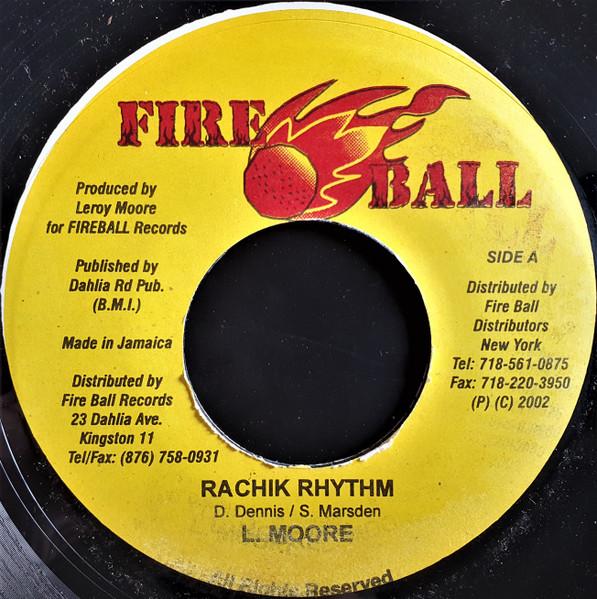 FIRE BALL
Produced by
Leroy Moore
for FIREBALL Records
Published by
Dahlia Rd Pub.
(B.M.I.)
Made in Jamaica
Distributed by
Fire Ball Records
23 Dahlia Ave.
Kingston 11
Tel/Fax: (876) 758-0931
SIDE A
Distributed by
Fire Ball
Distributors
New York
Tel: 718-561-0875
Fax: 718-220-3950
(P) (C) 2002
RACHIK RHYTHM
D. Dennis / S. Marsden
L. MOORE
All Rights Reserved